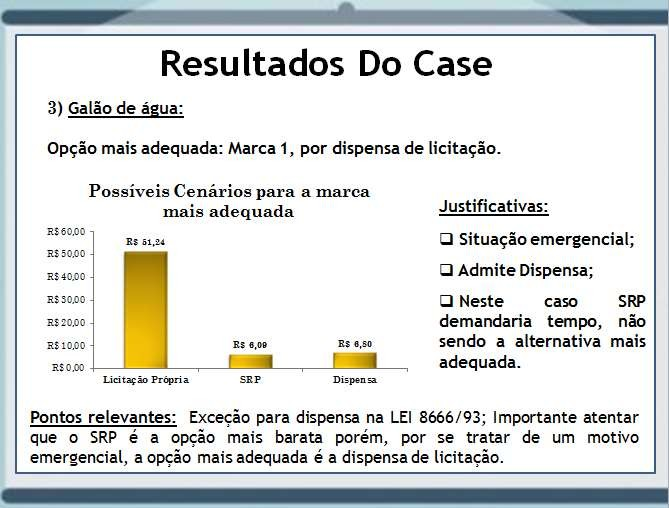 Resultados Do Case
3) Galão de água:
Opção mais adequada: Marca 1, por dispensa de licitação.
Possíveis Cenários para a marca
mais adequada
R$ 60,00
R$ 50,00
R$ 40,00
R$ 30,00
R$ 20,00
R$ 10,00
R$ 0,00
R$ 51,24
R$ 6,09
R$ 6,80
Licitação Própria
SRP
Dispensa
Justificativas:
❑ Situação emergencial;
❑ Admite Dispensa;
❑ Neste caso SRP
demandaria tempo, não
sendo a alternativa mais
adequada.
Pontos relevantes: Exceção para dispensa na LEI 8666/93; Importante atentar
que o SRP é a opção mais barata porém, por se tratar de um motivo
emergencial, a opção mais adequada é a dispensa de licitação.